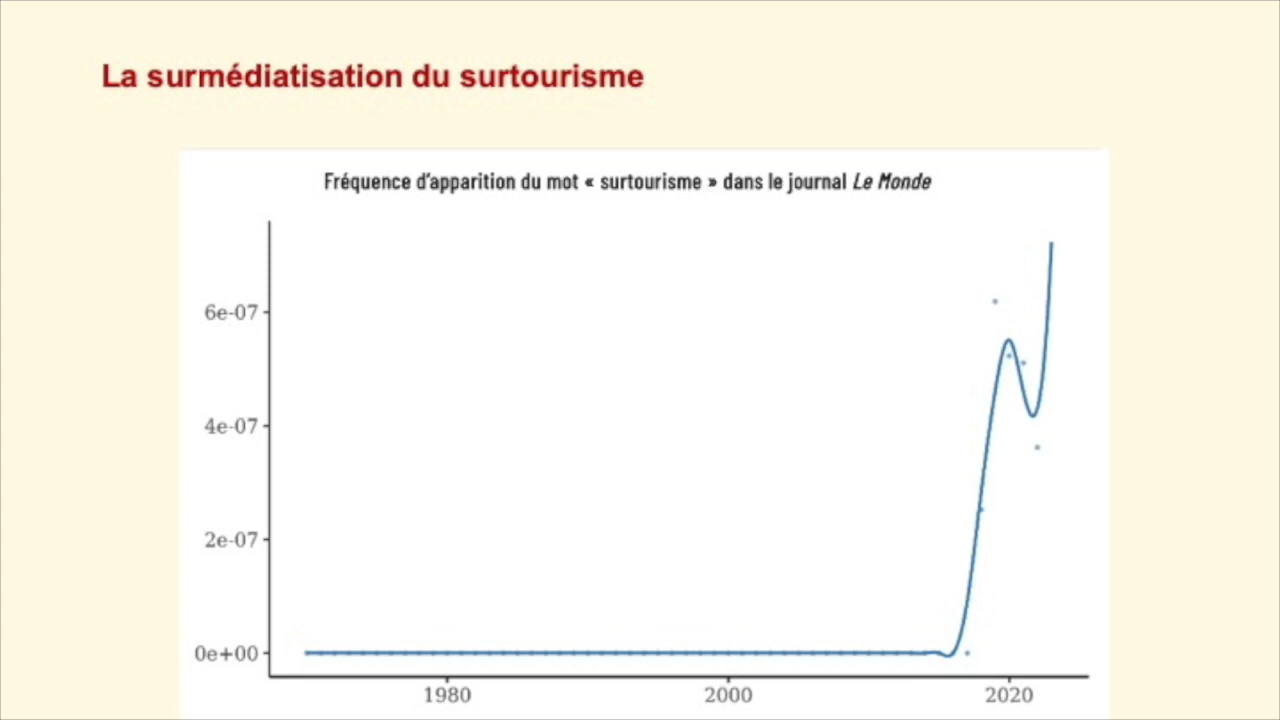 La surmédiatisation du surtourisme
Fréquence d'apparition du mot « surtourisme » dans le journal Le Monde
6e-07
4e-07
2e-07
0e+00
1980
2000
2020